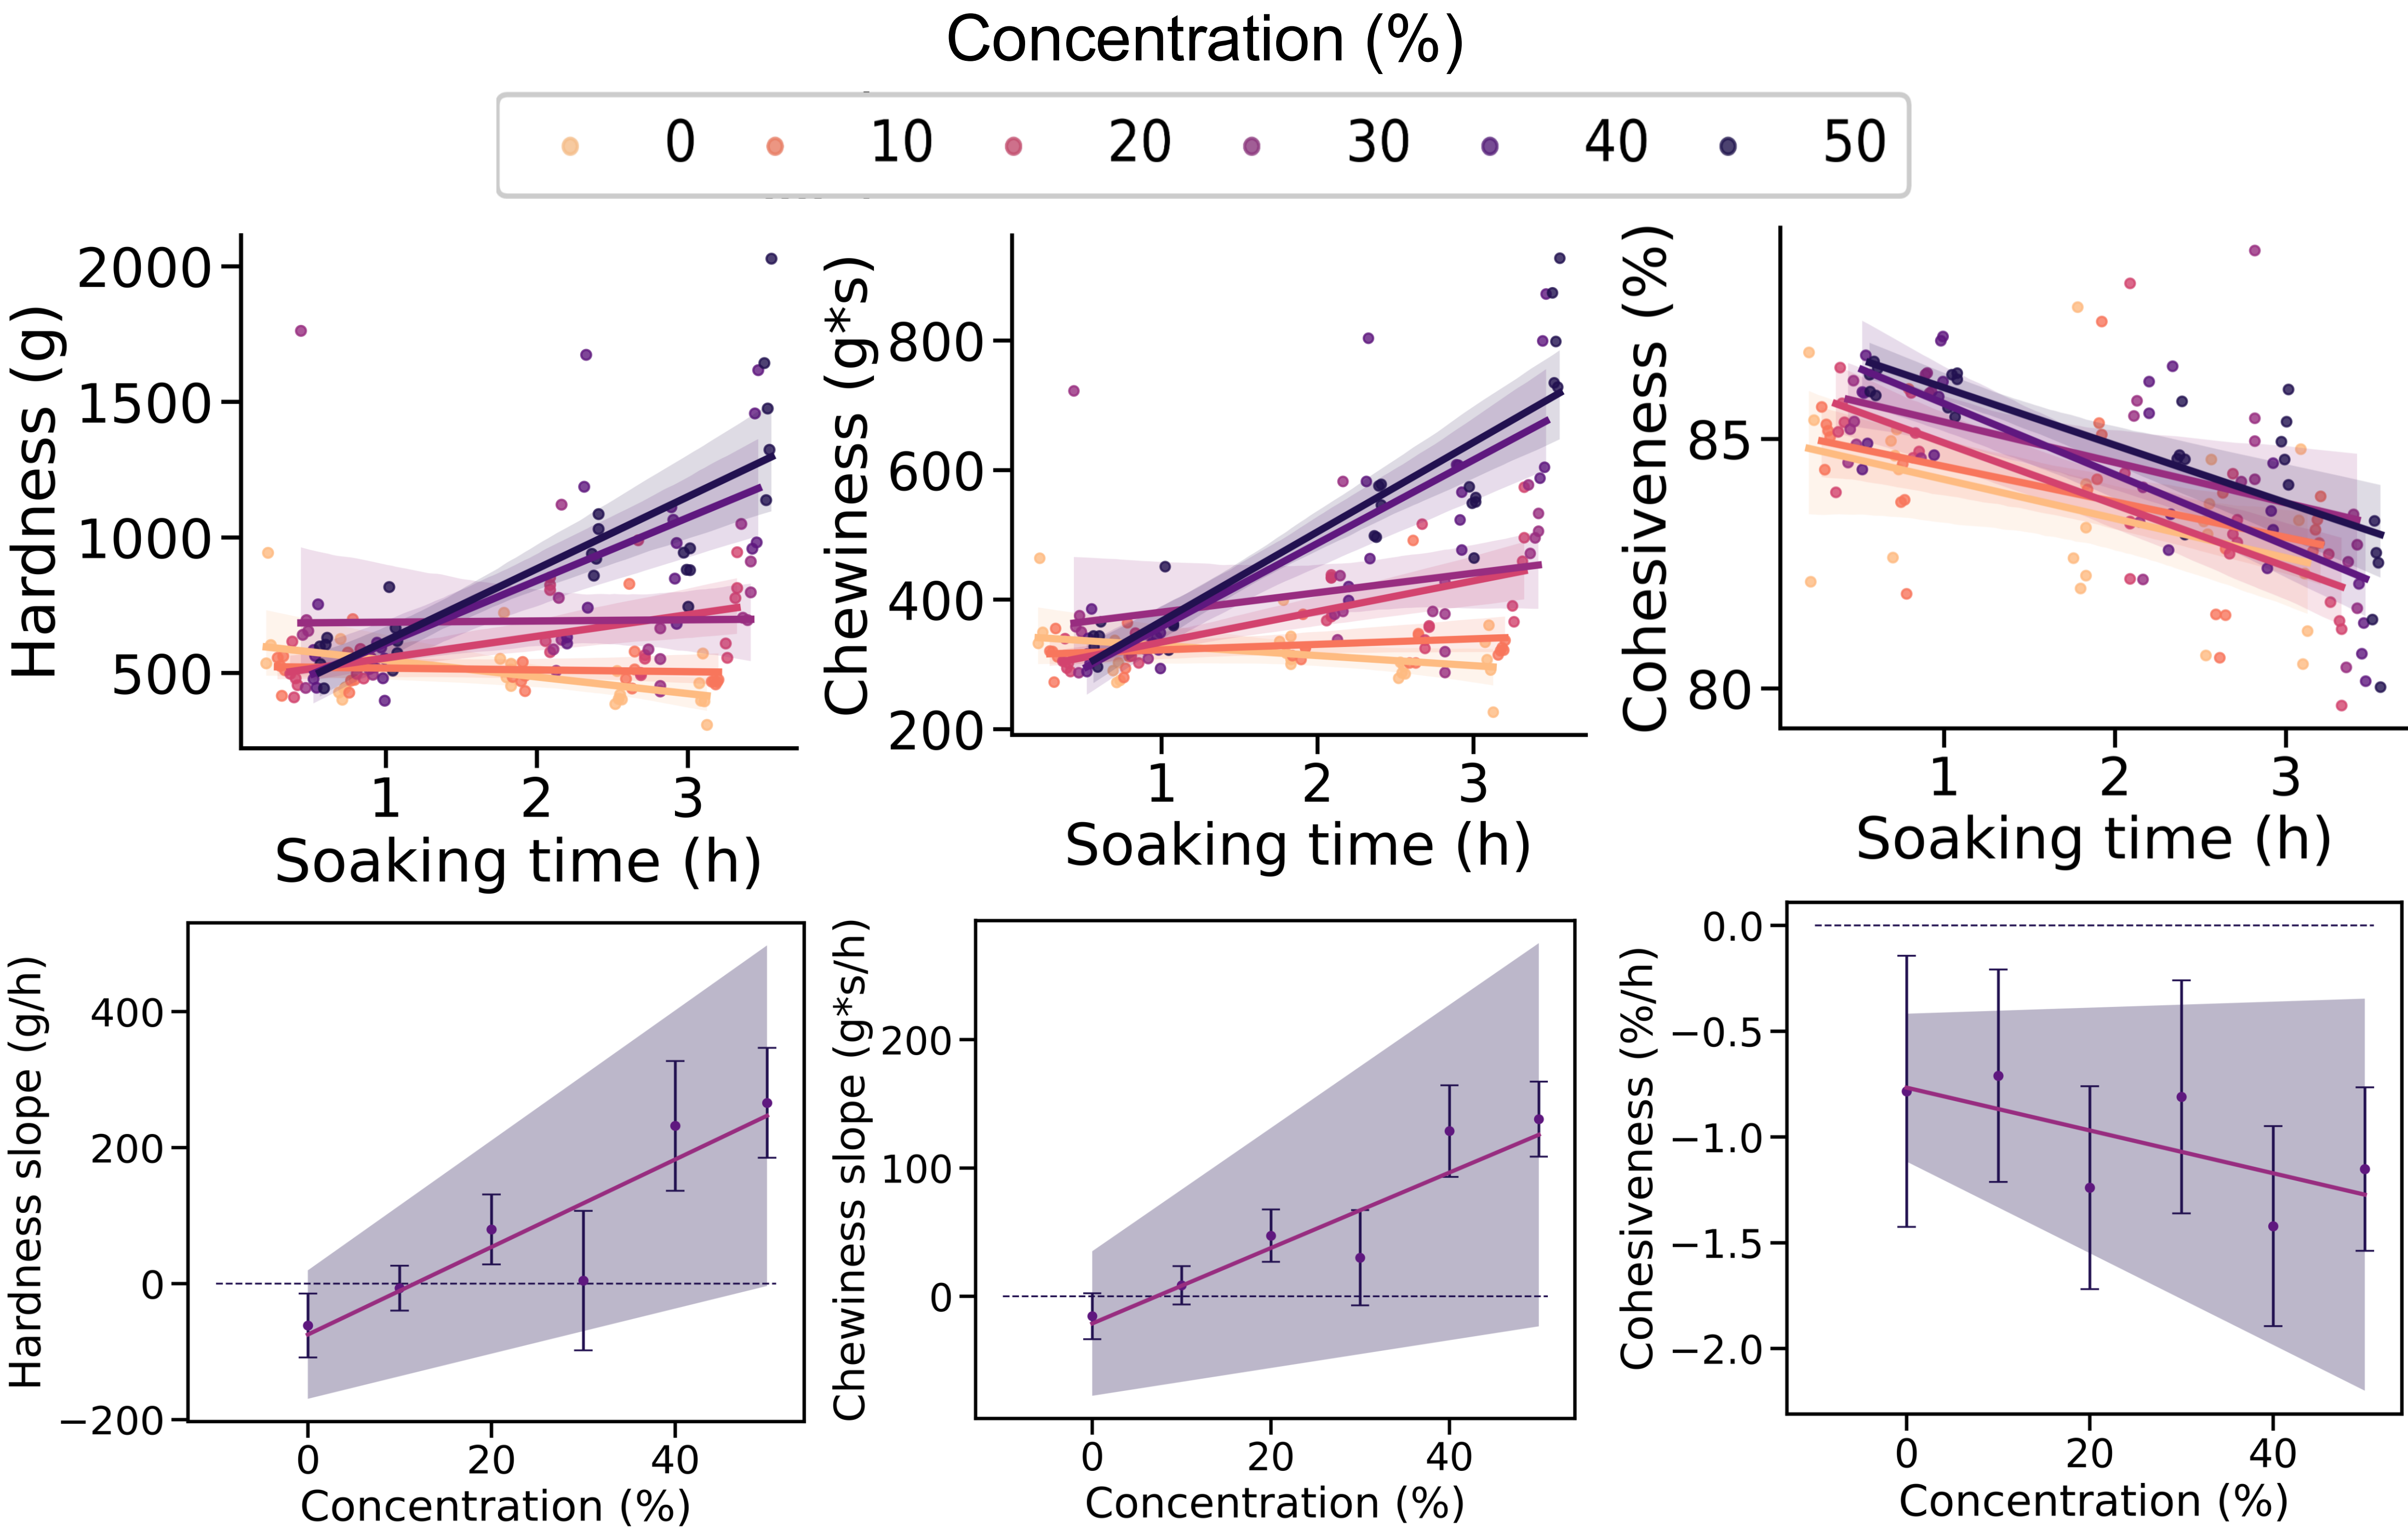 Concentration (%)
0 10 20 30 40 50
Hardness (g)
2000
1500
1000
500
1 2 3
Soaking time (h)
Chewiness (g*s)
800
600
400
200
1 2 3
Soaking time (h)
Cohesiveness (%)
85
80
1 2 3
Soaking time (h)
Hardness slope (g/h)
400
200
0
−200
0 20 40
Concentration (%)
Chewiness slope (g*s/h)
200
100
0
0 20 40
Concentration (%)
Cohesiveness (%/h)
0.0
−0.5
−1.0
−1.5
−2.0
0 20 40
Concentration (%)